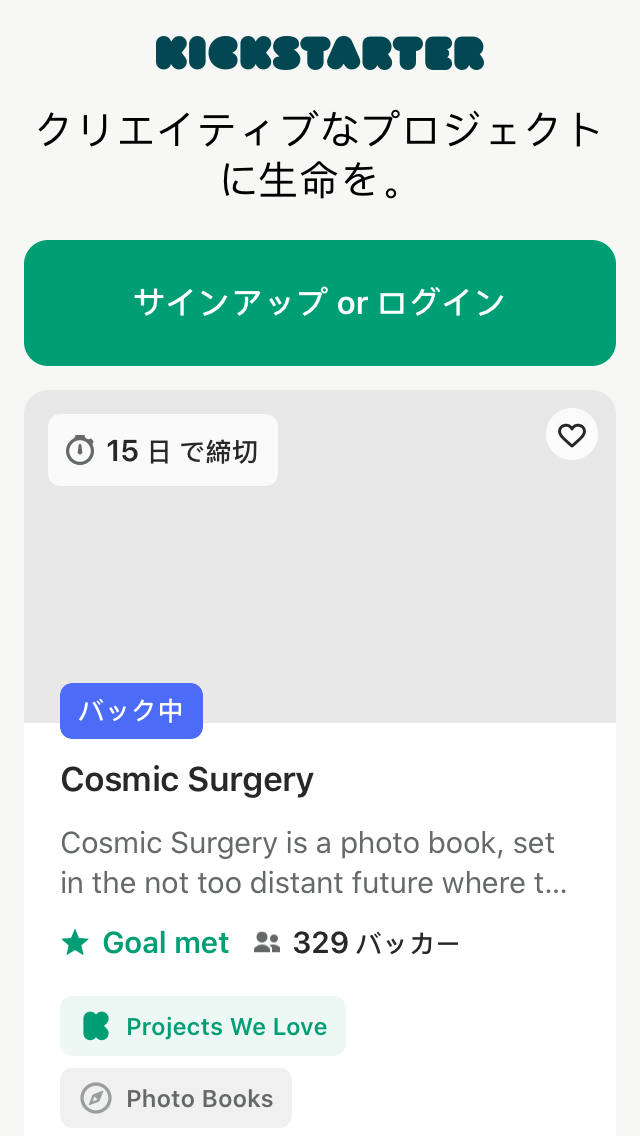 KICKSTARTER
クリエイティブなプロジェクト
に生命を。
サインアップ or ログイン
15 日 で締切
バック中
Cosmic Surgery
Cosmic Surgery is a photo book, set
in the not too distant future where t...
Goal met 329 バッカー
Projects We Love
Photo Books